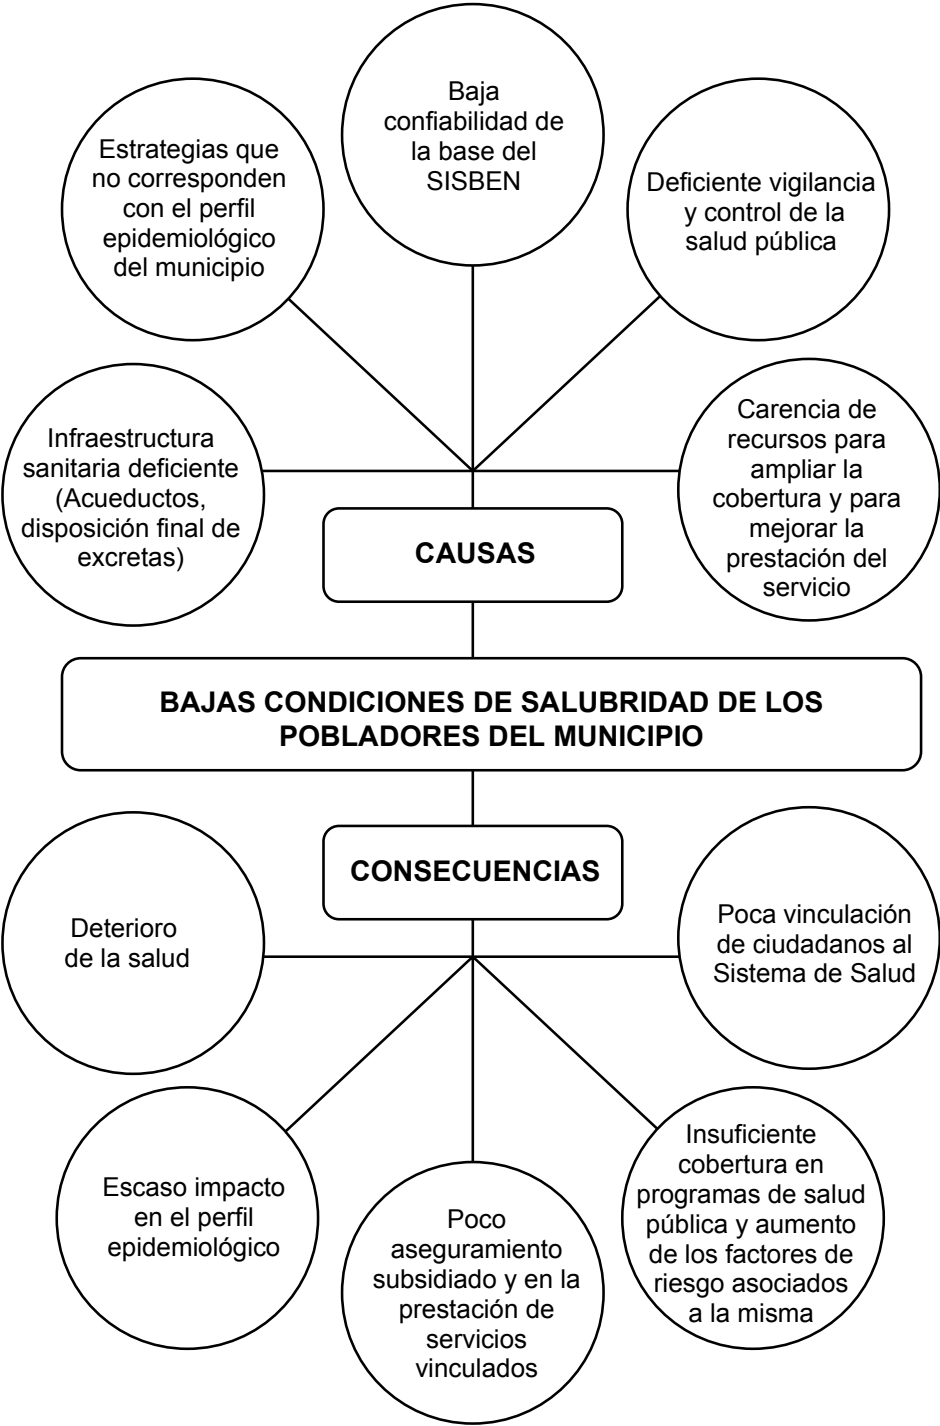 Baja
confiabilidad de
la base del
SISBEN
Estrategias que
no corresponden
con el perfil
epidemiológico
del municipio
Deficiente vigilancia
y control de la
salud pública
Infraestructura
sanitaria deficiente
(Acueductos,
disposición final de
excretas)
Carencia de
recursos para
ampliar la
cobertura y para
mejorar la
prestación del
servicio
CAUSAS
BAJAS CONDICIONES DE SALUBRIDAD DE LOS
POBLADORES DEL MUNICIPIO
CONSECUENCIAS
Deterioro
de la salud
Poca vinculación
de ciudadanos al
Sistema de Salud
Escaso impacto
en el perfil
epidemiológico
Poco
aseguramiento
subsidiado y en la
prestación de
servicios
vinculados
Insuficiente
cobertura en
programas de salud
pública y aumento
de los factores de
riesgo asociados
a la misma